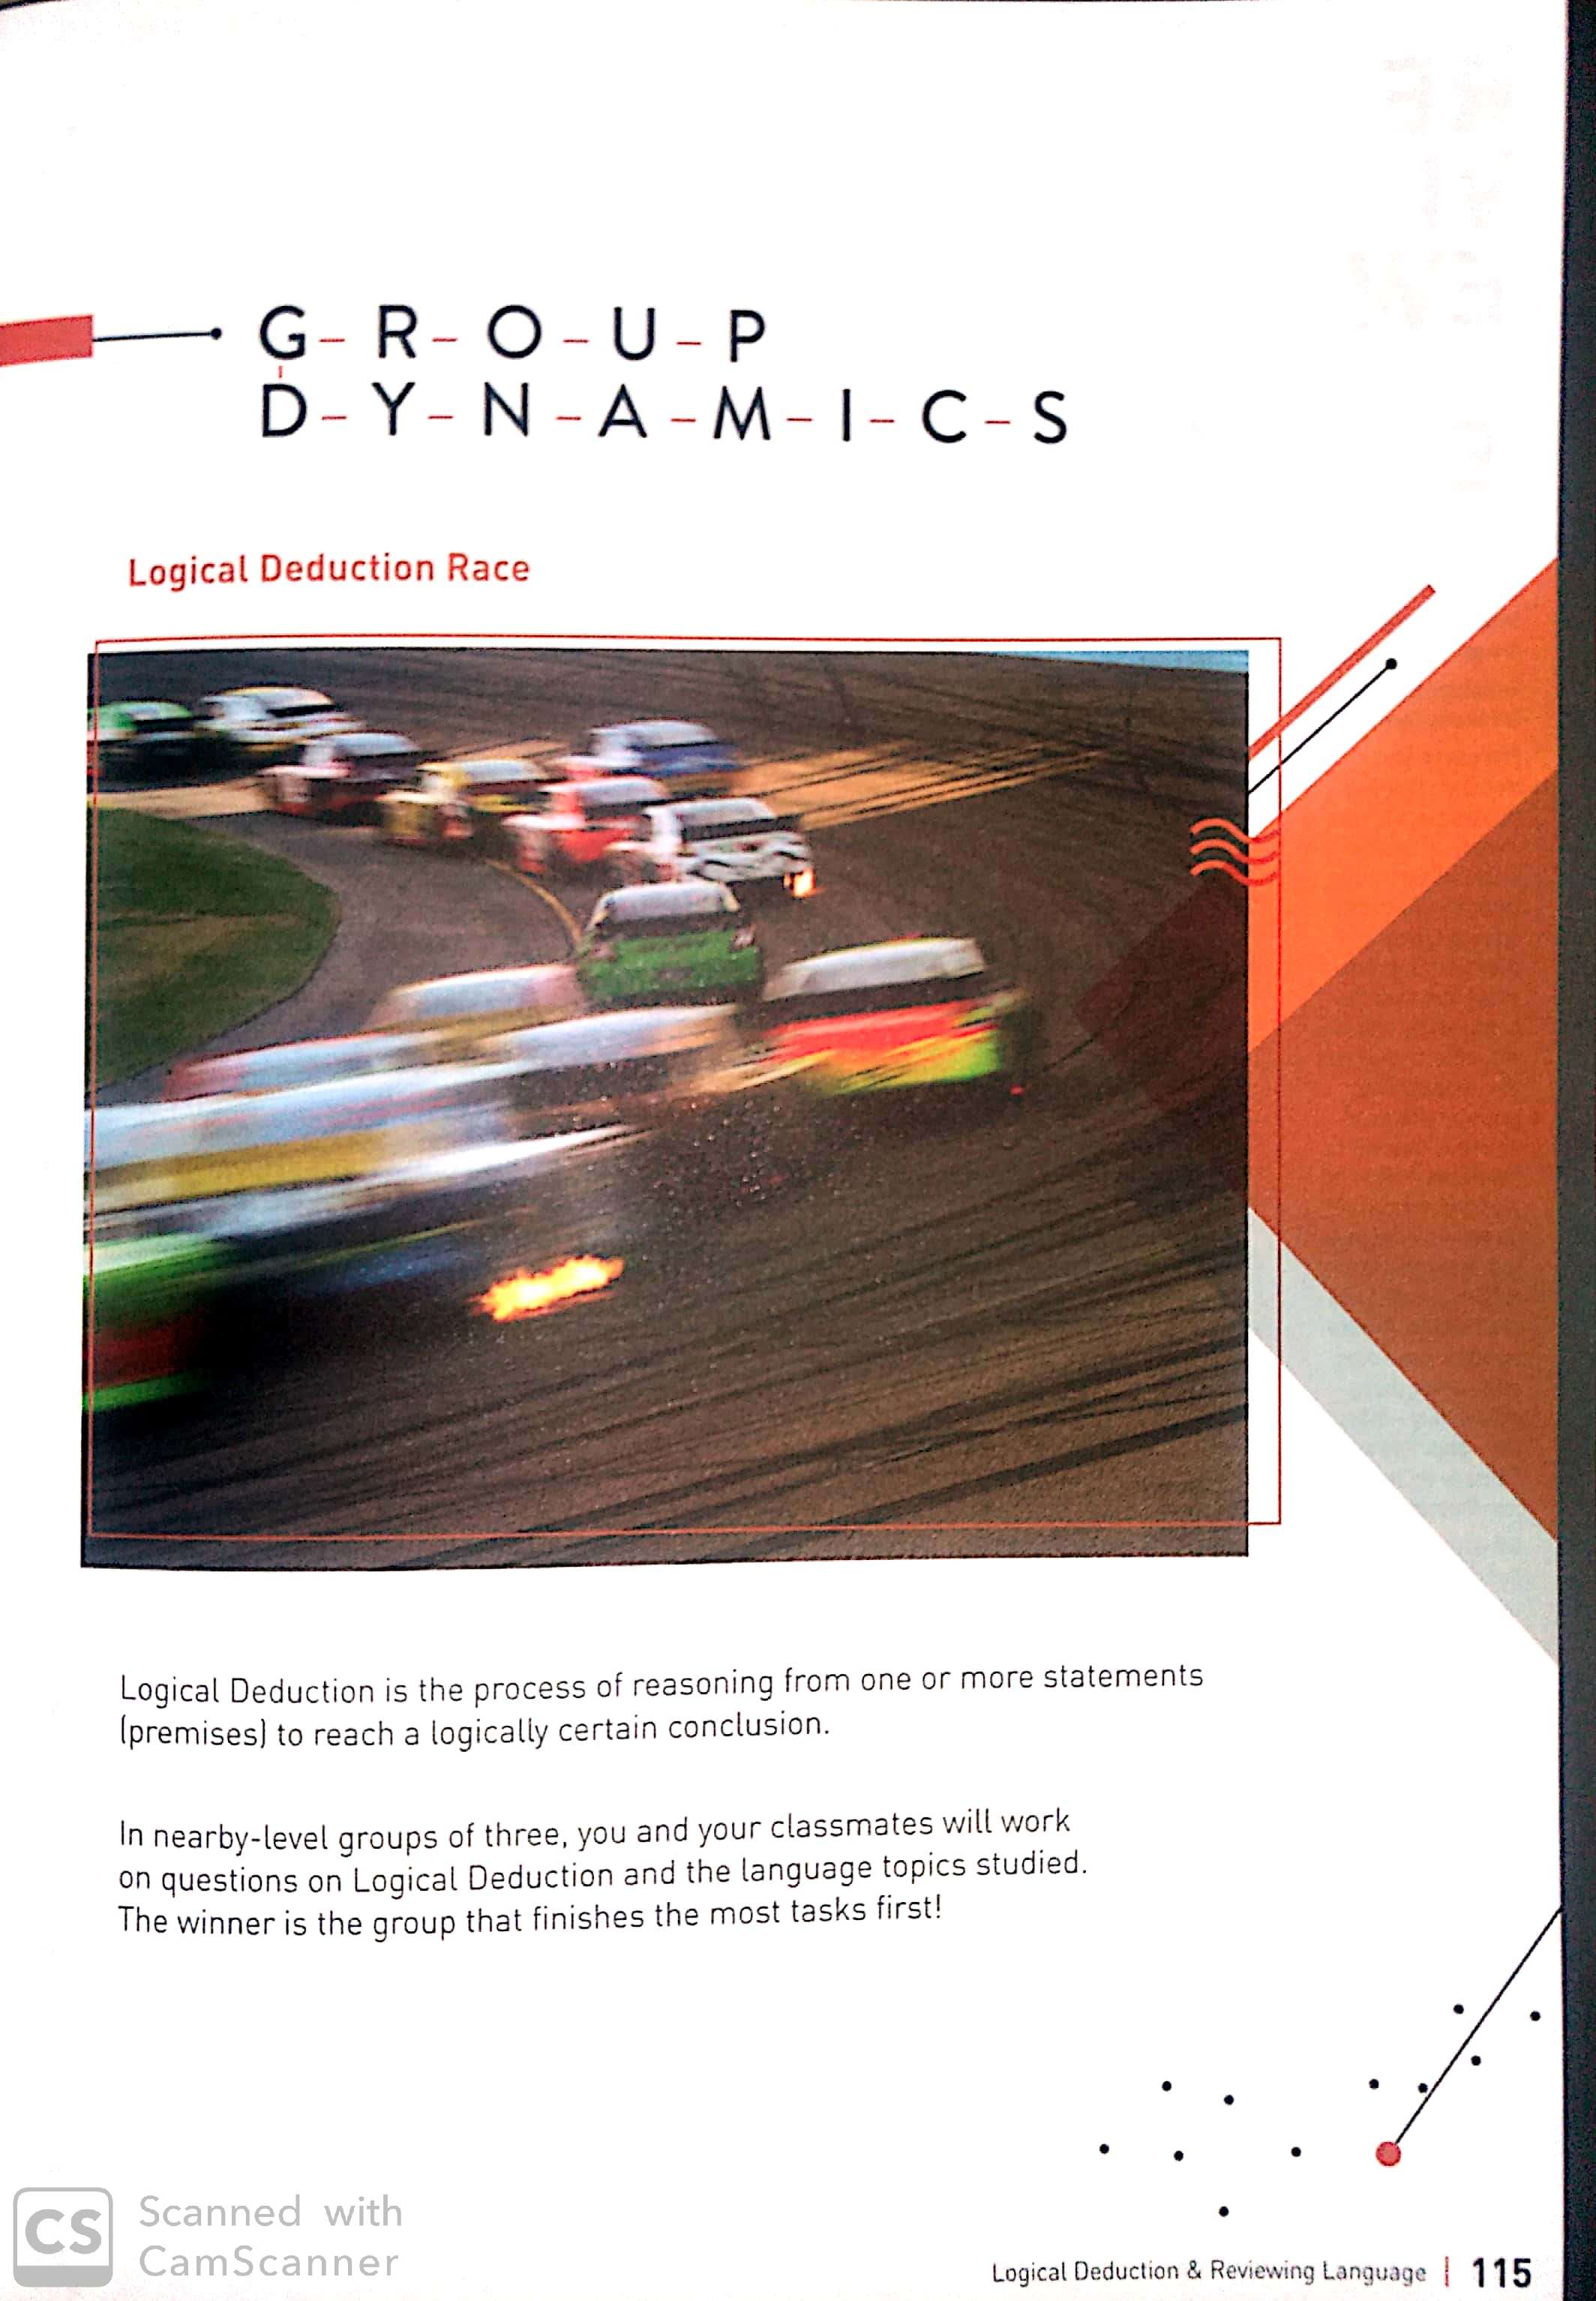 G-R-O-U-P
D-Y-N-A-M-I-C-S
Logical Deduction Race
Logical Deduction is the process of reasoning from one or more statements
(premises) to reach a logically certain conclusion.
In nearby-level groups of three, you and your classmates will work
on questions on Logical Deduction and the language topics studied.
The winner is the group that finishes the most tasks first!
CS Scanned with
CamScanner
Logical Deduction & Reviewing Language | 115